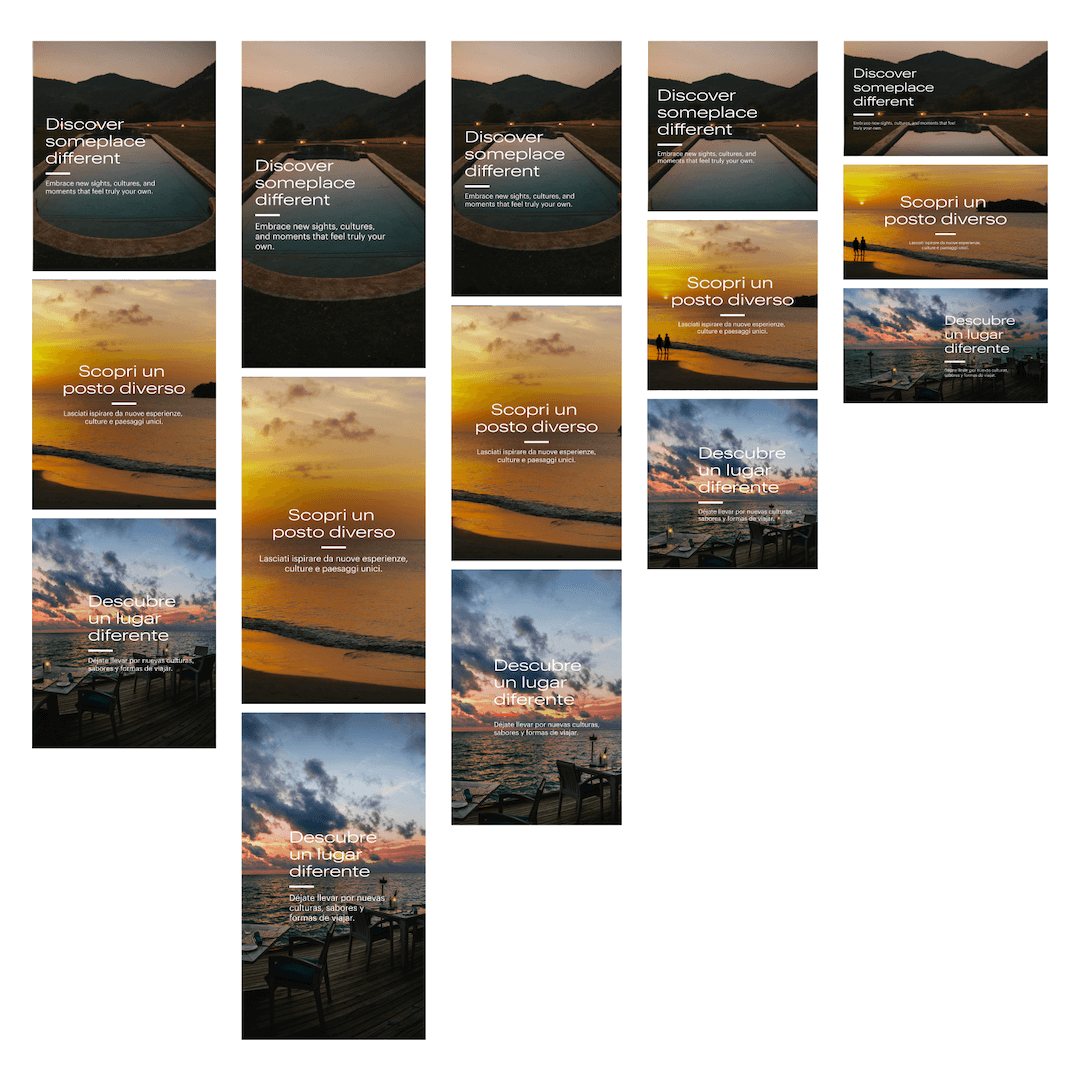 Discover
someplace
different
Embrace new sights, cultures, and
moments that feel truly your own.
Scopri un
posto diverso
Lasciati ispirare da nuove esperienze,
culture e paesaggi unici.
Descubre
un lugar
diferente
Déjate llevar por nuevas culturas,
sabores y formas de viajar.
Discover
someplace
different
Embrace new sights, cultures,
and moments that feel truly your
own.
Scopri un
posto diverso
Lasciati ispirare da nuove esperienze,
culture e paesaggi unici.
Descubre
un lugar
diferente
Déjate llevar por nuevas
culturas, sabores y
formas de viajar.
Discover
someplace
different
Embrace new sights, cultures, and
moments that feel truly your own.
Scopri un
posto diverso
Lasciati ispirare da nuove esperienze,
culture e paesaggi unici.
Descubre
un lugar
diferente
Déjate llevar por nuevas culturas,
sabores y formas de viajar.
Discover
someplace
different
Embrace new sights, cultures, and
moments that feel truly your own.
Scopri un
posto diverso
Lasciati ispirare da nuove esperienze,
culture e paesaggi unici.
Descubre
un lugar
diferente
Déjate llevar por nuevas culturas,
sabores y formas de viajar.
Discover
someplace
different
Embrace new sights, cultures, and moments that feel
truly your own.
Scopri un
posto diverso
Lasciati ispirare da nuove esperienze,
culture e paesaggi unici.
Descubre
un lugar
diferente
Déjate llevar por nuevas culturas,
sabores y formas de viajar.